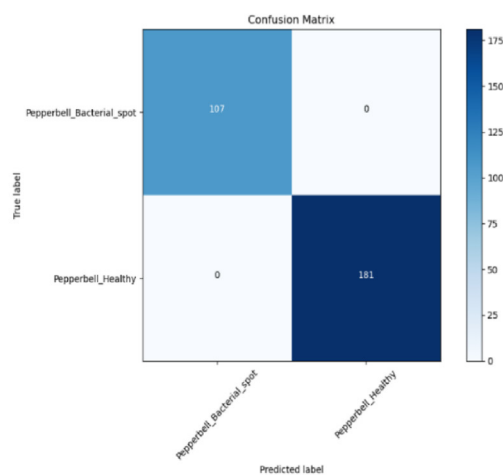 Confusion Matrix
Pepperbell_Bacterial_spot
107
0
Pepperbell_Healthy
0
181
True label
Pepperbell_Bacterial_spot
Pepperbell_Healthy
Predicted label
175
150
125
100
75
50
25
0